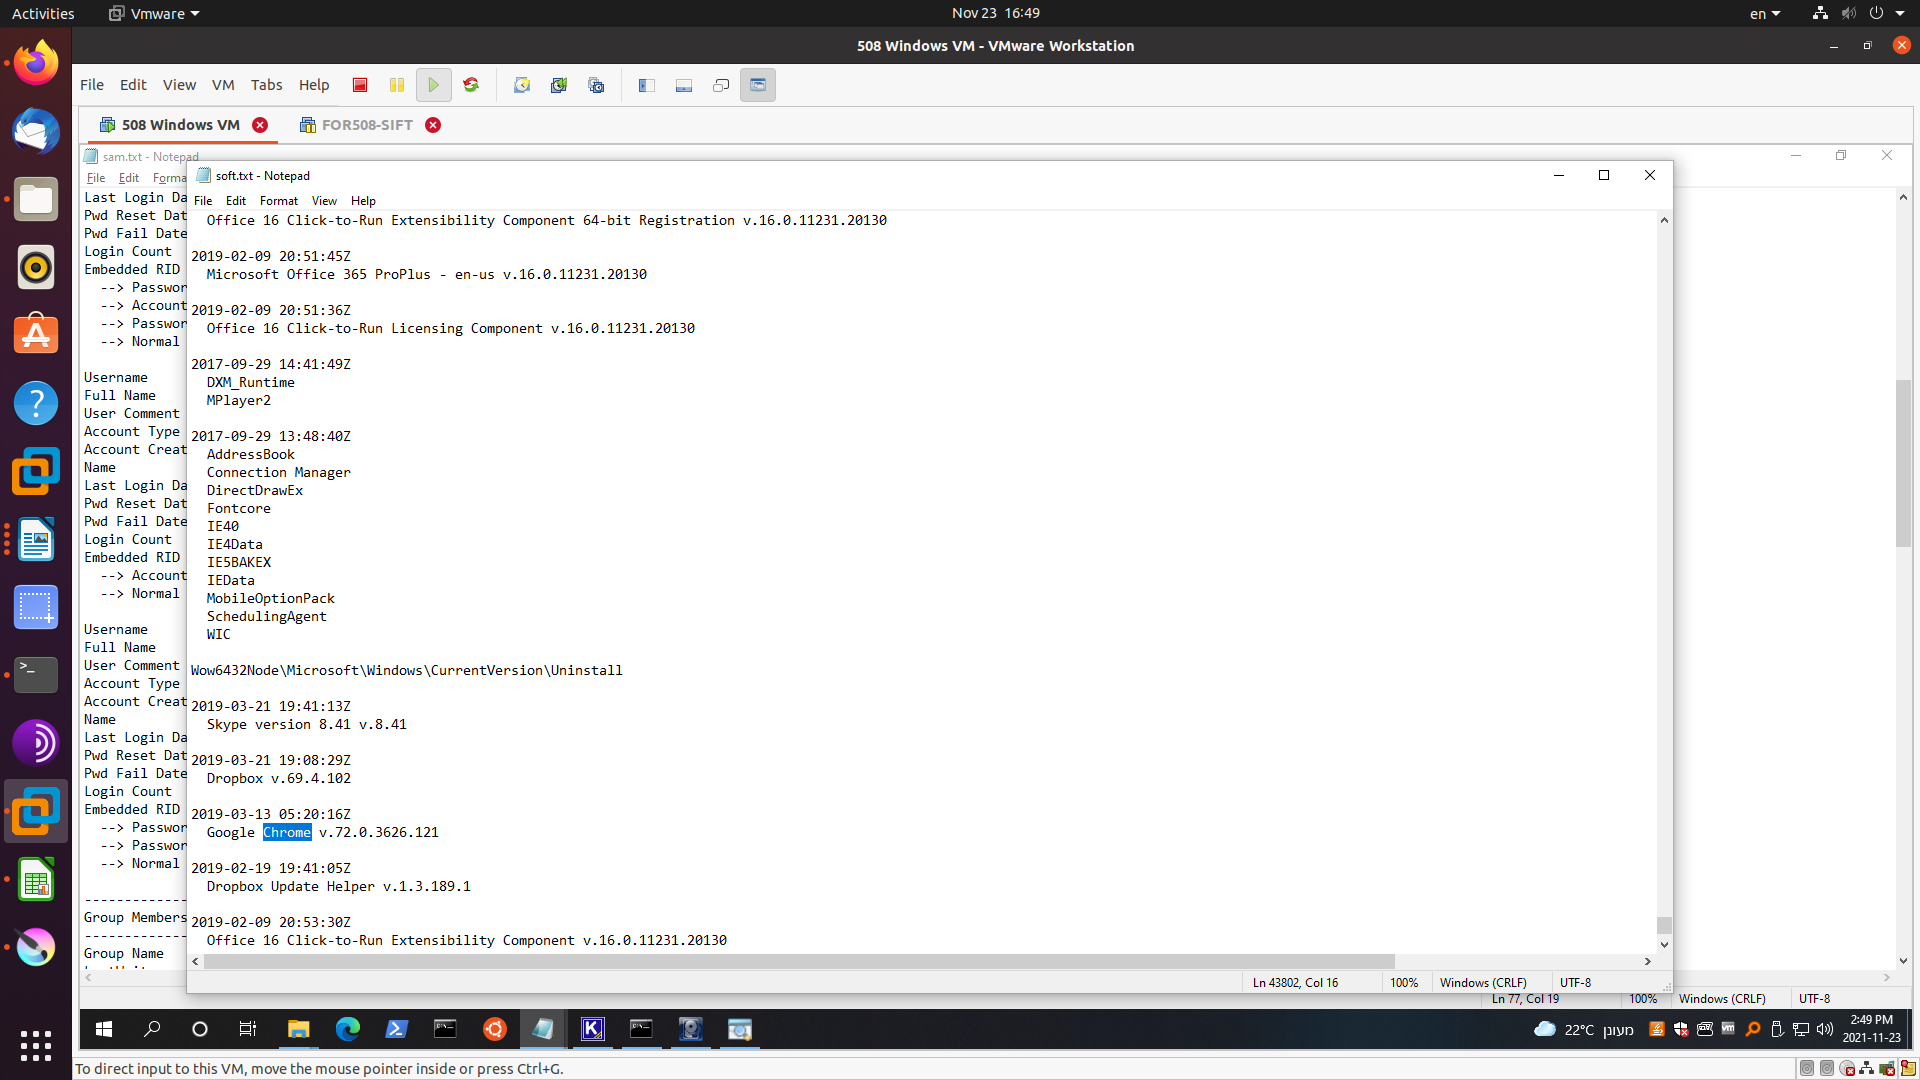 Activities
Vmware
Nov 23 16:49
en
508 Windows VM - VMware Workstation
File Edit View VM Tabs Help
508 Windows VM
FOR508-SIFT
sam.txt - Notepad
File Edit Forma
Last Login Da
Pwd Reset Dat
Pwd Fail Date
Login Count
Embedded RID
--> Passwor
--> Account
--> Passwor
--> Normal
Username
Full Name
User Comment
Account Type
Account Creat
Name
Last Login Da
Pwd Reset Dat
Pwd Fail Date
Login Count
Embedded RID
--> Account
--> Normal
Username
Full Name
User Comment
Account Type
Account Creat
Name
Last Login Da
Pwd Reset Dat
Pwd Fail Date
Login Count
Embedded RID
--> Passwor
--> Passwor
--> Normal
-------------
Group Members
-------------
Group Name
soft.txt - Notepad
File Edit Format View Help
Office 16 Click-to-Run Extensibility Component 64-bit Registration v.16.0.11231.20130
2019-02-09 20:51:45Z
Microsoft Office 365 ProPlus - en-us v.16.0.11231.20130
2019-02-09 20:51:36Z
Office 16 Click-to-Run Licensing Component v.16.0.11231.20130
2017-09-29 14:41:49Z
DXM_Runtime
MPlayer2
2017-09-29 13:48:40Z
AddressBook
Connection Manager
DirectDrawEx
Fontcore
IE40
IE4Data
IE5BAKEX
IEData
MobileOptionPack
SchedulingAgent
WIC
Wow6432Node\Microsoft\Windows\CurrentVersion\Uninstall
2019-03-21 19:41:13Z
Skype version 8.41 v.8.41
2019-03-21 19:08:29Z
Dropbox v.69.4.102
2019-03-13 05:20:16Z
Google Chrome v.72.0.3626.121
2019-02-19 19:41:05Z
Dropbox Update Helper v.1.3.189.1
2019-02-09 20:53:30Z
Office 16 Click-to-Run Extensibility Component v.16.0.11231.20130
Ln 43802, Col 16 100% Windows (CRLF) UTF-8
Ln 77, Col 19 100% Windows (CRLF) UTF-8
22°C מעונן
2:49 PM
2021-11-23
To direct input to this VM, move the mouse pointer inside or press Ctrl+G.